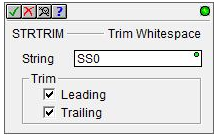 STRTRIM Trim Whitespace
String SS0
Trim
Leading
Trailing